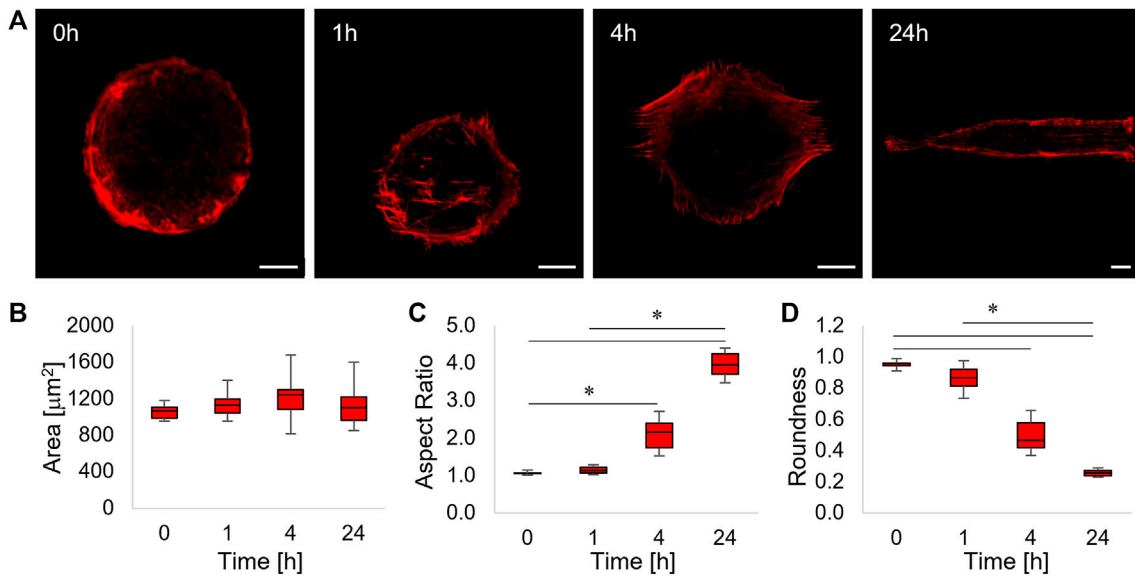 A
0h
1h
4h
24h
B
2000
1600
1200
800
400
0
Area [µm²]
0 1 4 24
Time [h]
C
5.0
4.0
3.0
2.0
1.0
0.0
Aspect Ratio
*
*
0 1 4 24
Time [h]
D
1.2
1.0
0.8
0.6
0.4
0.2
0.0
Roundness
*
0 1 4 24
Time [h]